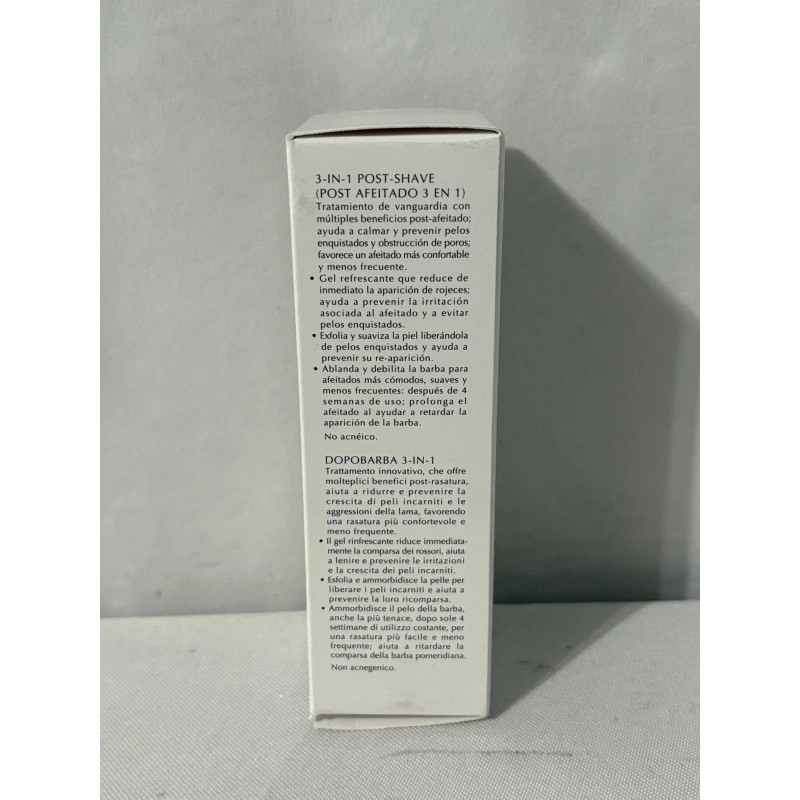 3-IN-1 POST-SHAVE
(POST AFEITADO 3 EN 1)
Tratamiento de vanguardia con
múltiples beneficios post-afeitado;
ayuda a calmar y prevenir pelos
enquistados y obstrucción de poros;
favorece un afeitado más confortable
y menos frecuente.
• Gel refrescante que reduce de
inmediato la aparición de rojeces;
ayuda a prevenir la irritación
asociada al afeitado y a evitar
pelos enquistados.
• Exfolia y suaviza la piel liberándola
de pelos enquistados y ayuda a
prevenir su re-aparición.
• Ablanda y debilita la barba para
afeitados más cómodos, suaves y
menos frecuentes: después de 4
semanas de uso; prolonga el
afeitado al ayudar a retardar la
aparición de la barba.
No acnéico.
DOPOBARBA 3-IN-1
Trattamento innovativo, che offre
molteplici benefici post-rasatura,
aiuta a ridurre e prevenire la
crescita di peli incarniti e le
aggressioni della lama, favorendo
una rasatura più confortevole e
meno frequente.
• Il gel rinfrescante riduce immediata-
mente la comparsa dei rossori, aiuta
a lenire e prevenire le irritazioni
e la crescita dei peli incarniti.
• Esfolia e ammorbidisce la pelle per
liberare i peli incarniti e aiuta a
prevenire la loro ricomparsa.
• Ammorbidisce il pelo della barba,
anche la più tenace, dopo sole 4
settimane di utilizzo costante, per
una rasatura più facile e meno
frequente; aiuta a ritardare la
comparsa della barba pomeridiana.
Non acnegenico.